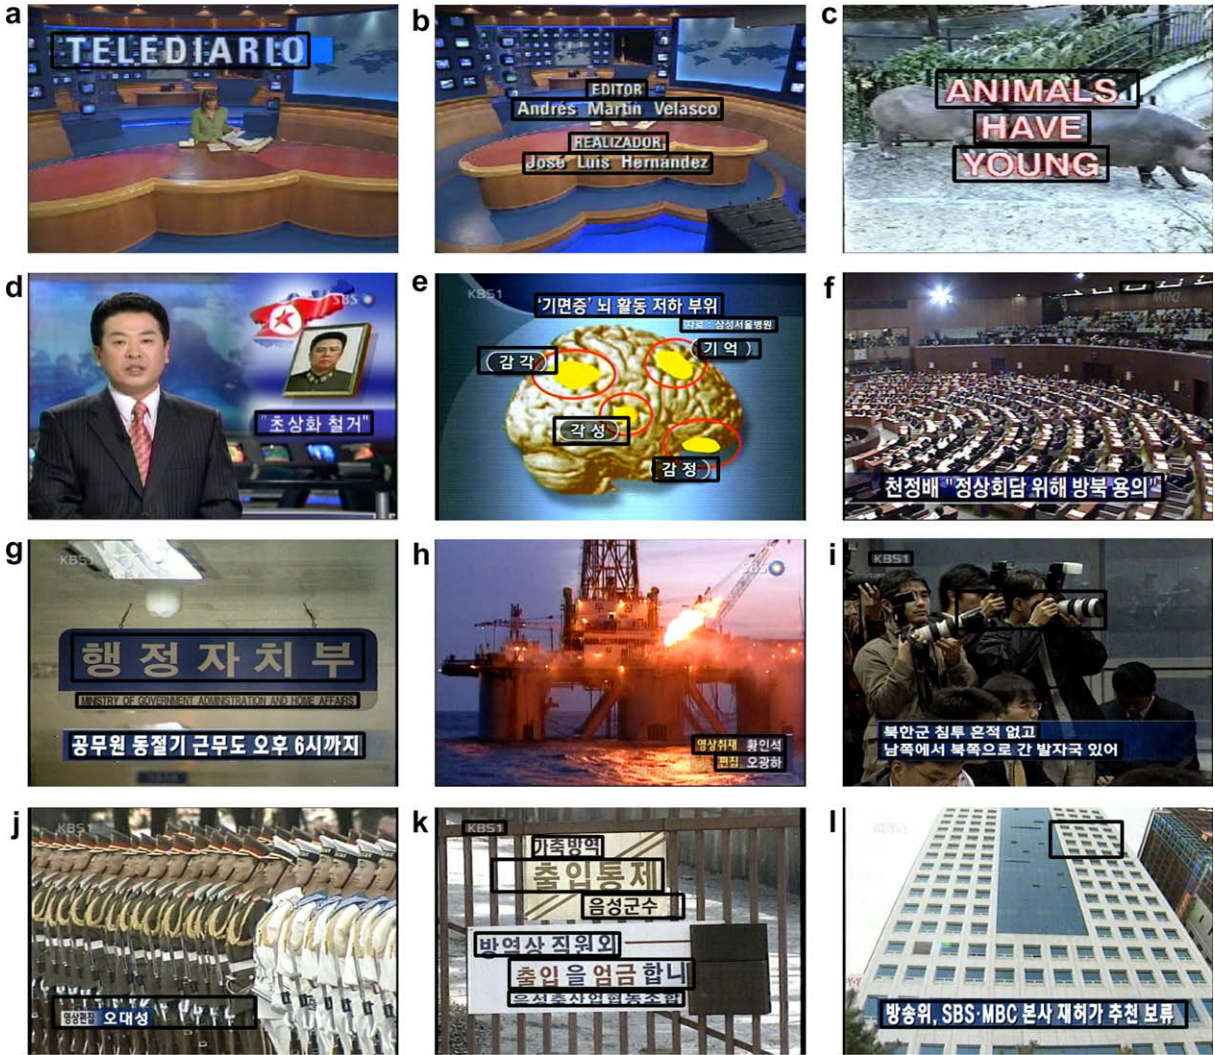 a
TELEDIARIO
b
EDITOR
Andrés Martín Velasco
REALIZADOR
José Luis Hernández
c
ANIMALS
HAVE
YOUNG
d
SBS
"초상화 철거"
e
KBS1
'기면증' 뇌 활동 저하 부위
자료 : 삼성서울병원
감각
기억
각성
감정
f
천정배 "정상회담 위해 방북 용의"
g
KBS1
행정자치부
MINISTRY OF GOVERNMENT ADMINISTRATION AND HOME AFFAIRS
공무원 동절기 근무도 오후 6시까지
h
SBS
영상취재 황인석
편집 오광하
i
KBS1
북한군 침투 흔적 없고
남쪽에서 북쪽으로 간 발자국 있어
j
KBS1
영상편집 오대성
k
KBS1
가축방역
출입통제
음성군수
방역상 직원외
출입을 엄금합니
음성축산업협동조합
l
KBS1
방송위, SBS·MBC 본사 재허가 추천 보류